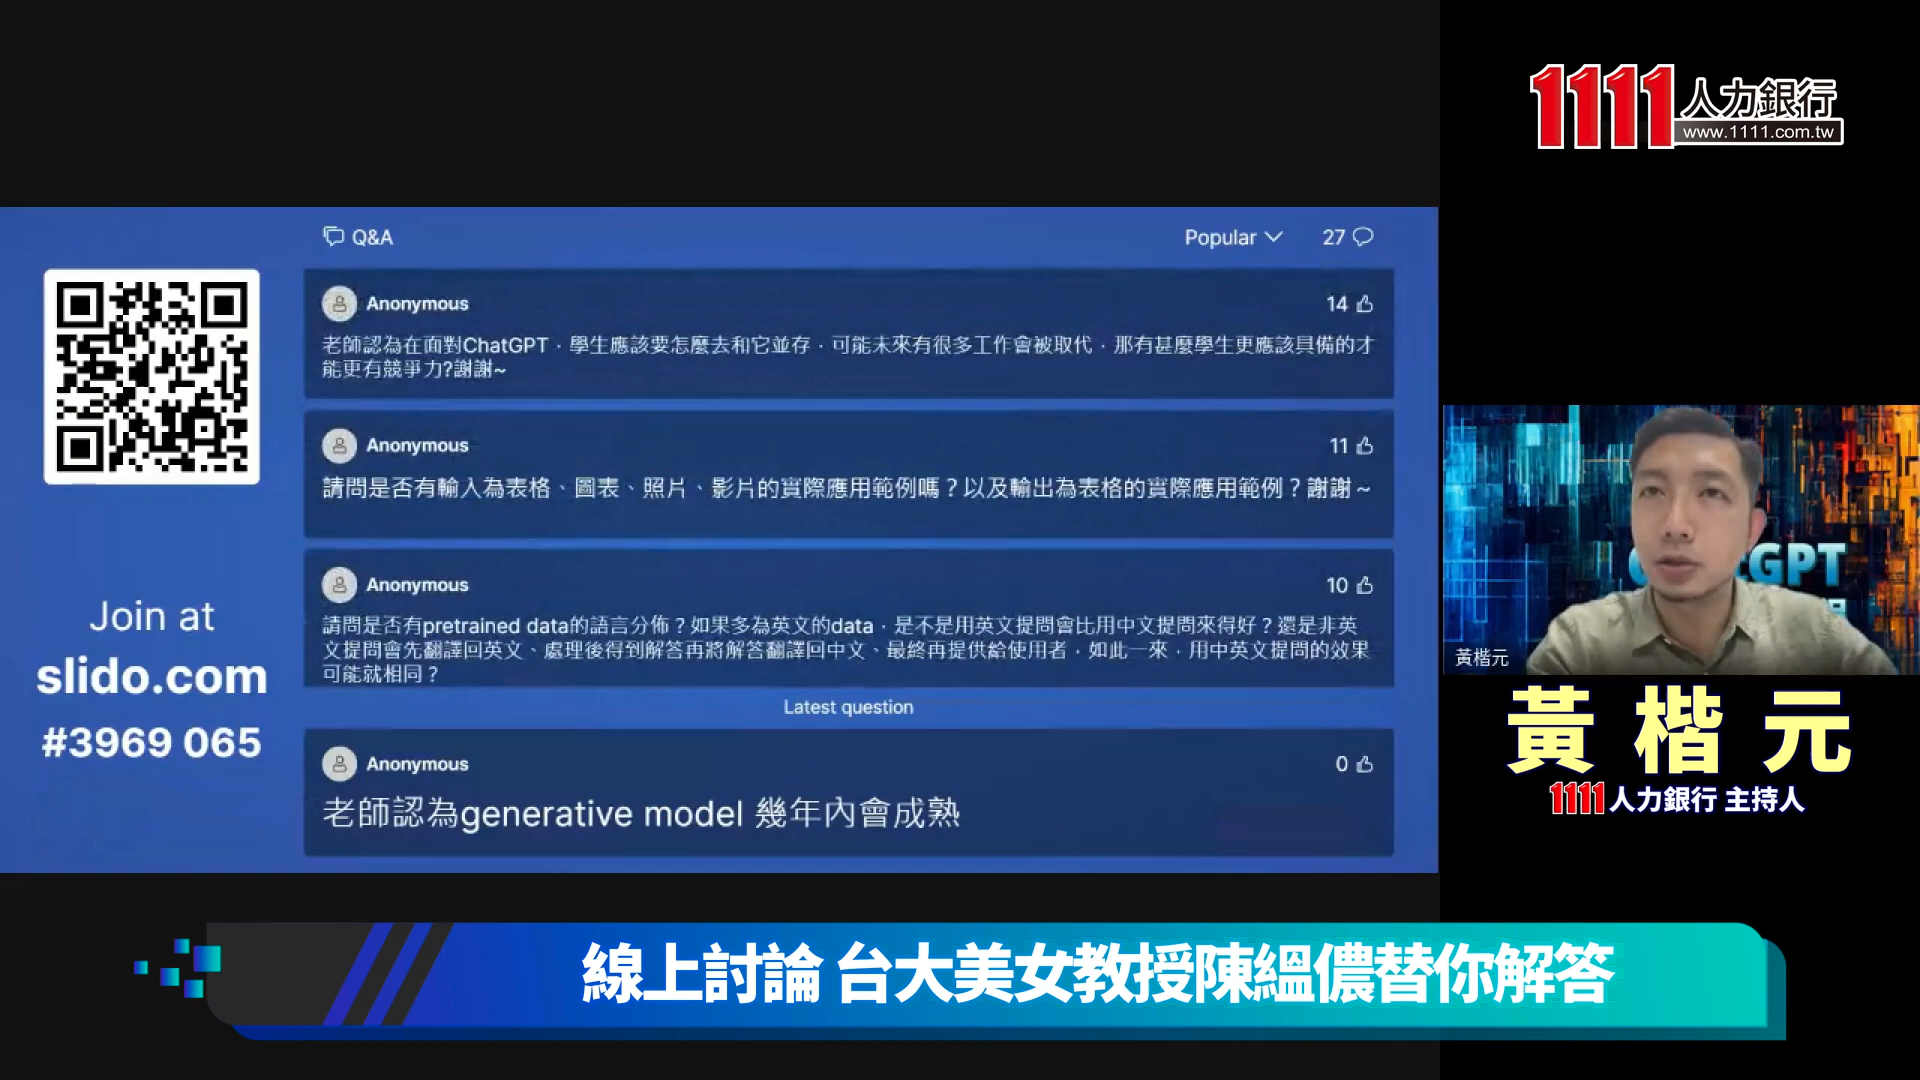 1111人力銀行
www.1111.com.tw
Q&A
Popular
27
Anonymous
14
老師認為在面對ChatGPT，學生應該要怎麼去和它並存，可能未來有很多工作會被取代，那有甚麼學生更應該具備的才
能更有競爭力?謝謝~
Anonymous
11
請問是否有輸入為表格、圖表、照片、影片的實際應用範例嗎？以及輸出為表格的實際應用範例？謝謝～
Anonymous
10
請問是否有pretrained data的語言分佈？如果多為英文的data，是不是用英文提問會比用中文提問來得好？還是非英
文提問會先翻譯回英文、處理後得到解答再將解答翻譯回中文、最終再提供給使用者，如此一來，用中英文提問的效果
可能就相同？
Latest question
Anonymous
0
老師認為generative model 幾年內會成熟
Join at
slido.com
#3969 065
GPT
黃楷元
黃楷元
1111人力銀行 主持人
線上討論 台大美女教授陳縕儂替你解答